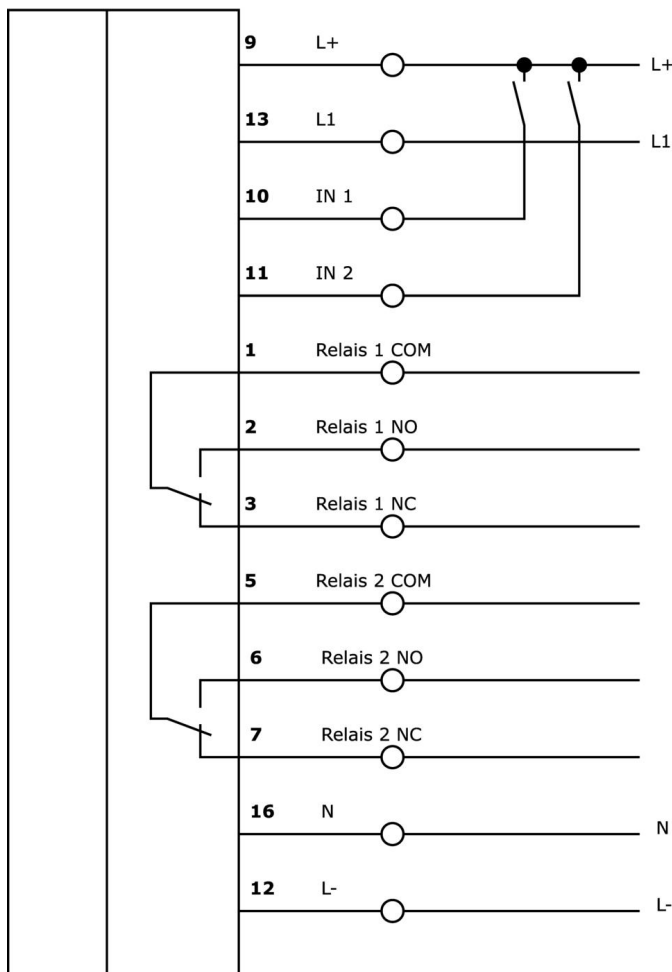 9 L+
L+
13 L1
L1
10 IN 1
11 IN 2
1 Relais 1 COM
2 Relais 1 NO
3 Relais 1 NC
5 Relais 2 COM
6 Relais 2 NO
7 Relais 2 NC
16 N
N
12 L-
L-